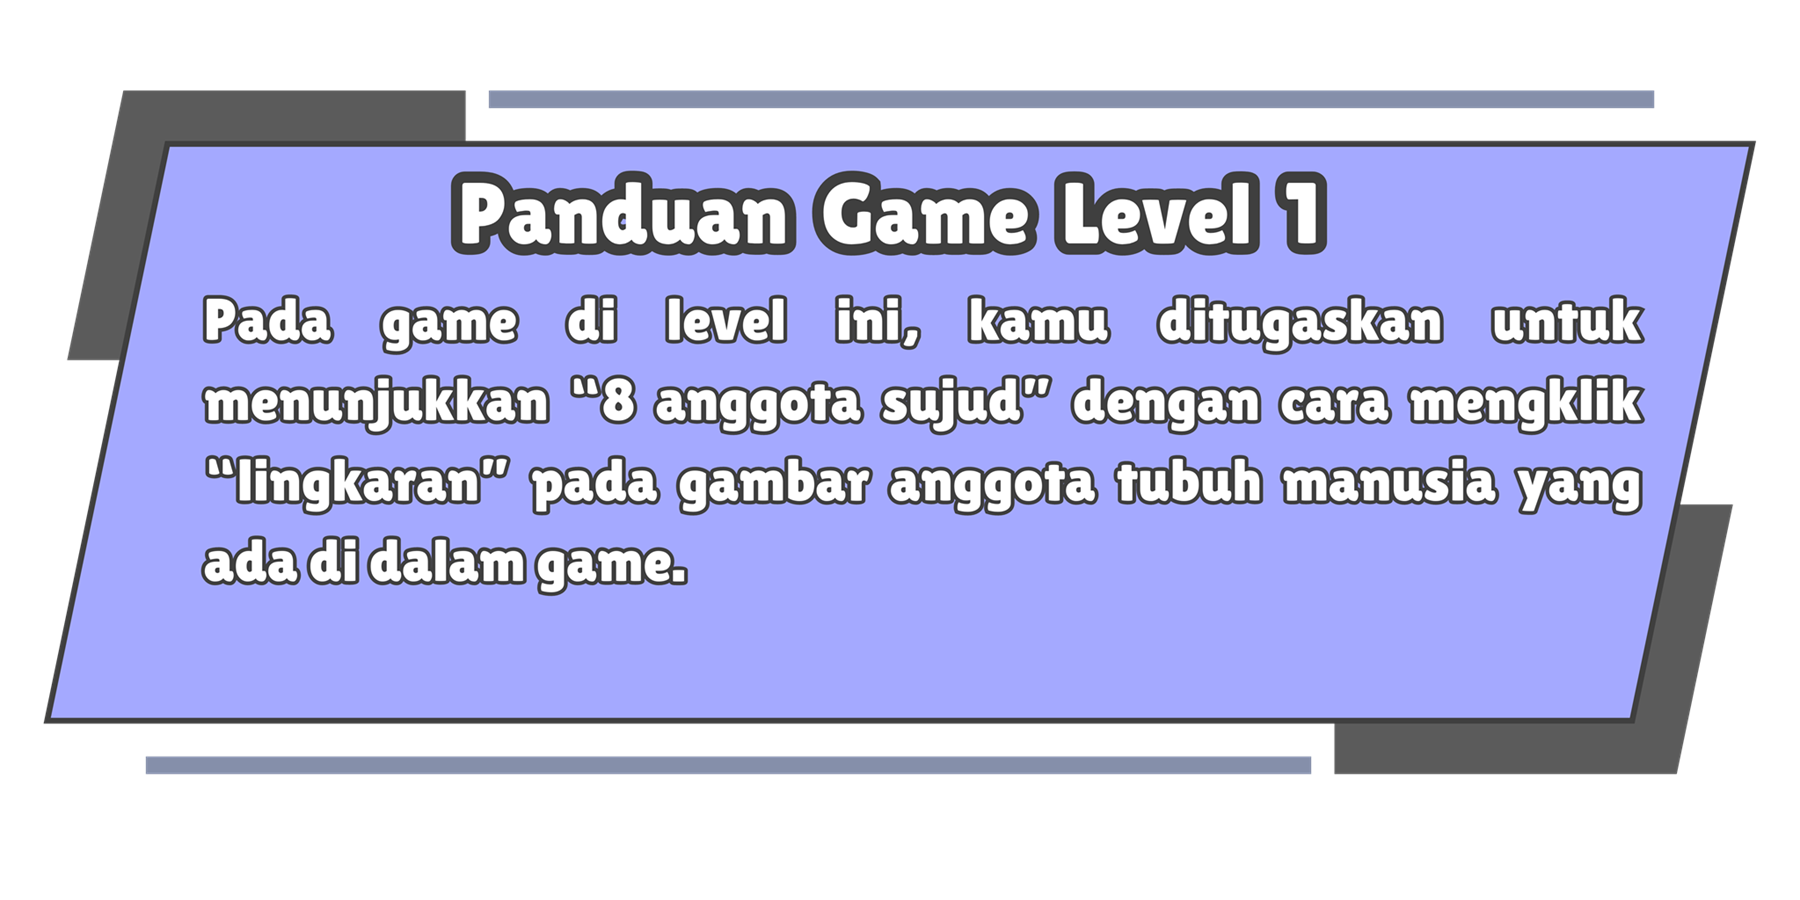 Panduan Game Level 1
Pada game di level ini, kamu ditugaskan untuk
menunjukkan “8 anggota sujud” dengan cara mengklik
“lingkaran” pada gambar anggota tubuh manusia yang
ada di dalam game.